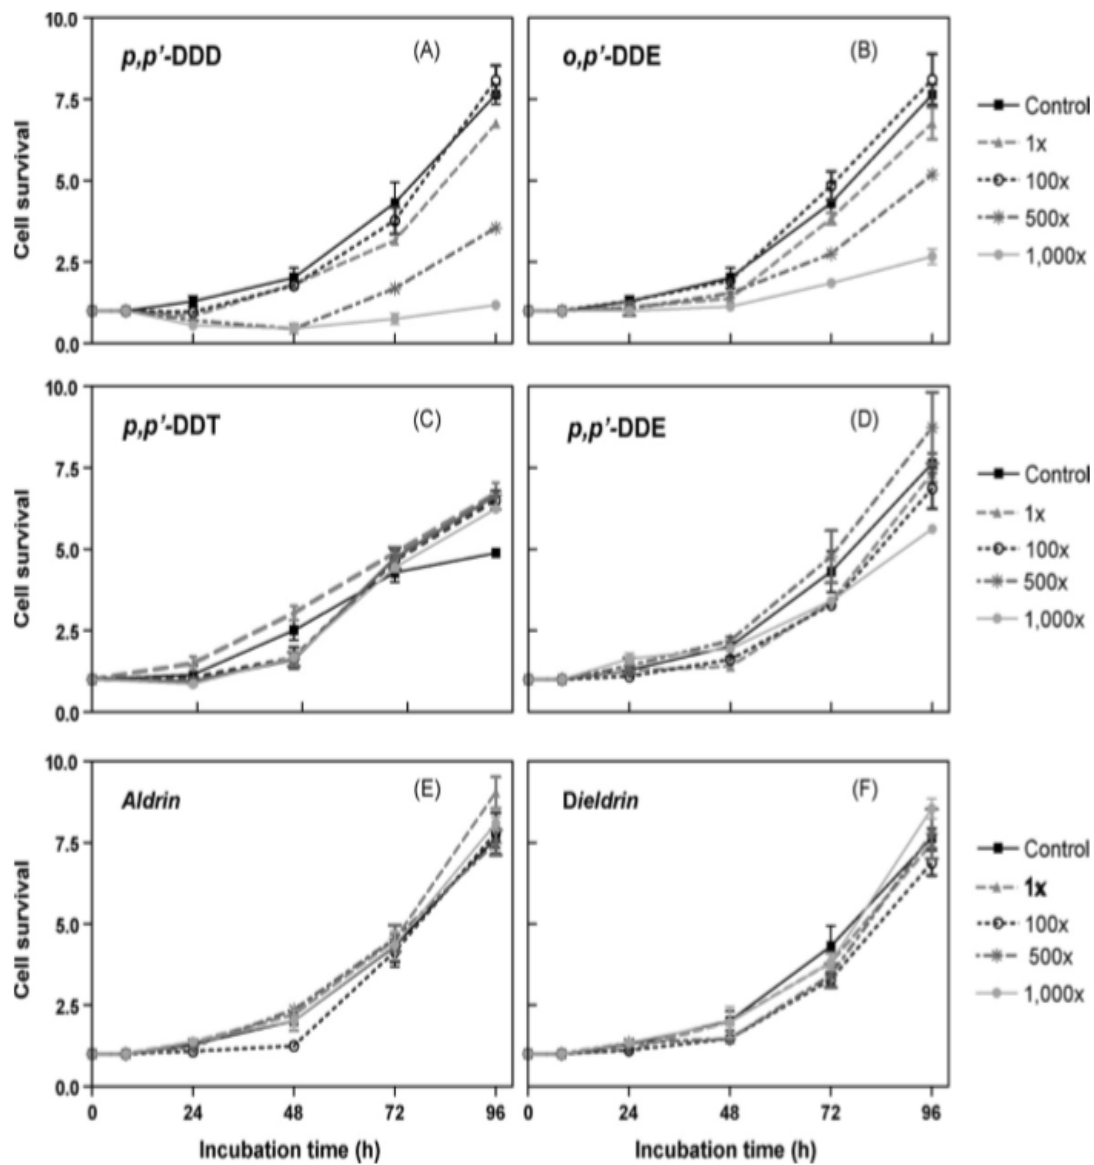 10.0
p,p'-DDD
(A)
7.5
5.0
2.5
0.0
Cell survival
o,p'-DDE
(B)
Control
1x
100x
500x
1,000x
10.0
p,p'-DDT
(C)
7.5
5.0
2.5
0.0
Cell survival
p,p'-DDE
(D)
Control
1x
100x
500x
1,000x
10.0
Aldrin
(E)
7.5
5.0
2.5
0.0
Cell survival
0 24 48 72 96
Incubation time (h)
Dieldrin
(F)
0 24 48 72 96
Incubation time (h)
Control
1x
100x
500x
1,000x